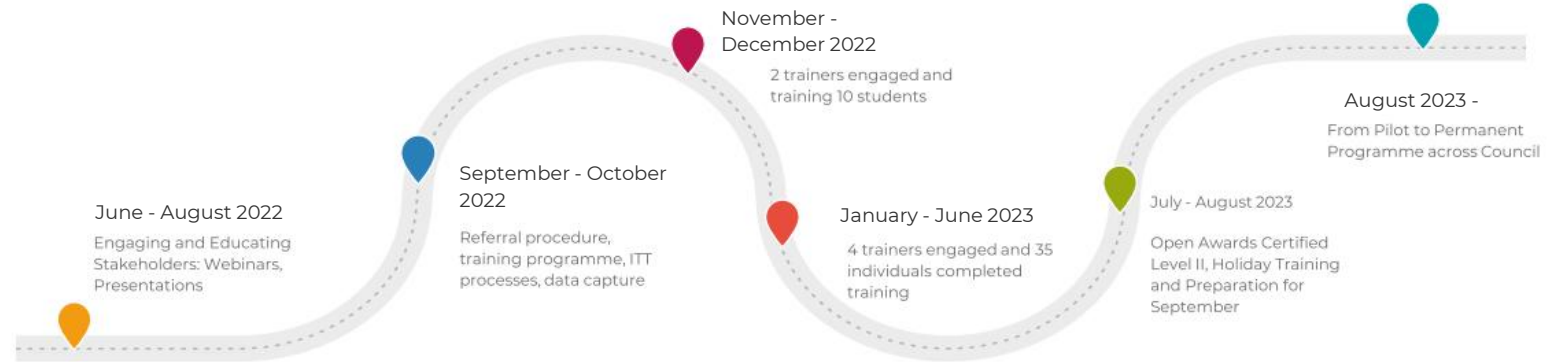 June - August 2022
Engaging and Educating
Stakeholders: Webinars,
Presentations
September - October
2022
Referral procedure,
training programme, ITT
processes, data capture
November -
December 2022
2 trainers engaged and
training 10 students
January - June 2023
4 trainers engaged and 35
individuals completed
training
July - August 2023
Open Awards Certified
Level II, Holiday Training
and Preparation for
September
August 2023 -
From Pilot to Permanent
Programme across Council